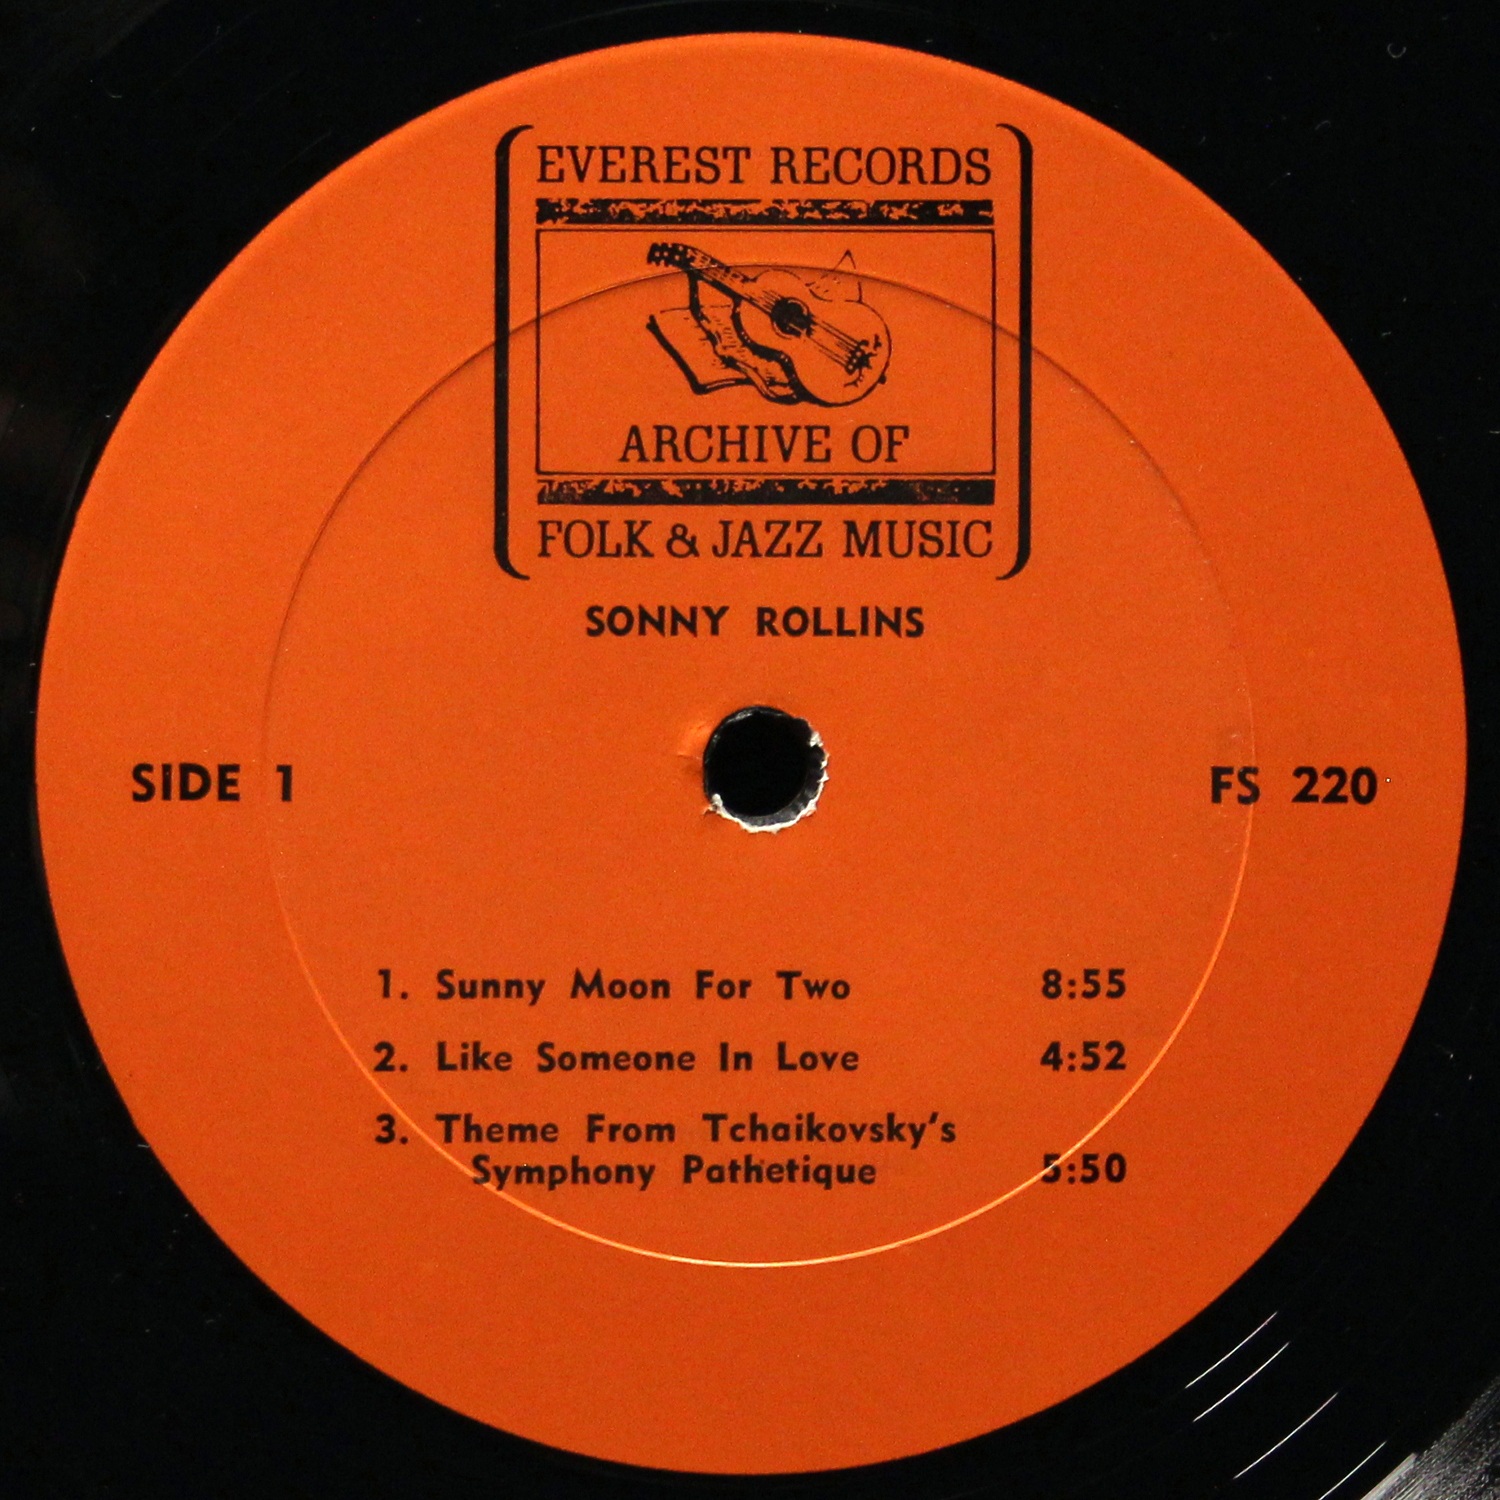 EVEREST RECORDS
ARCHIVE OF
FOLK & JAZZ MUSIC
SONNY ROLLINS
SIDE 1
FS 220
1. Sunny Moon For Two 8:55
2. Like Someone In Love 4:52
3. Theme From Tchaikovsky's
Symphony Pathetique 5:50